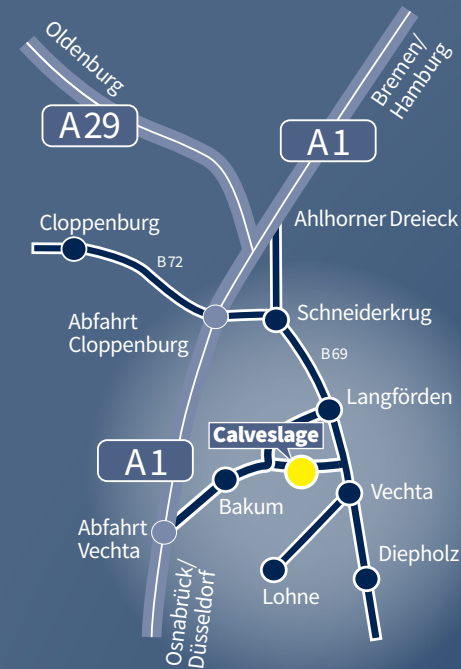 Oldenburg
Bremen/
Hamburg
A29
A1
Cloppenburg
Ahlhorner Dreieck
B72
Abfahrt
Cloppenburg
Schneiderkrug
B69
Langförden
Calveslage
A1
Bakum
Vechta
Abfahrt
Vechta
Diepholz
Lohne
Osnabrück/
Düsseldorf